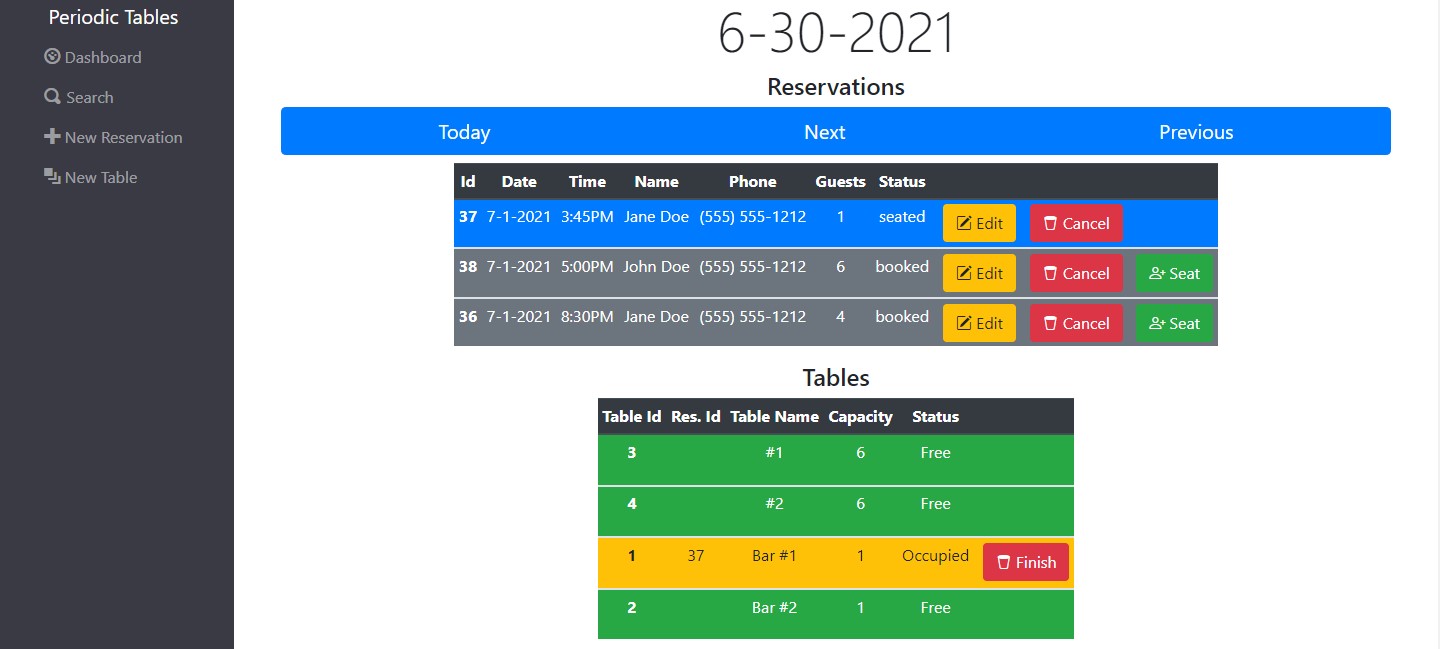 Periodic Tables
Dashboard
Search
New Reservation
New Table
6-30-2021
Reservations
Today Next Previous
Id Date Time Name Phone Guests Status
37 7-1-2021 3:45PM Jane Doe (555) 555-1212 1 seated Edit Cancel
38 7-1-2021 5:00PM John Doe (555) 555-1212 6 booked Edit Cancel Seat
36 7-1-2021 8:30PM Jane Doe (555) 555-1212 4 booked Edit Cancel Seat
Tables
Table Id Res. Id Table Name Capacity Status
3 #1 6 Free
4 #2 6 Free
1 37 Bar #1 1 Occupied Finish
2 Bar #2 1 Free